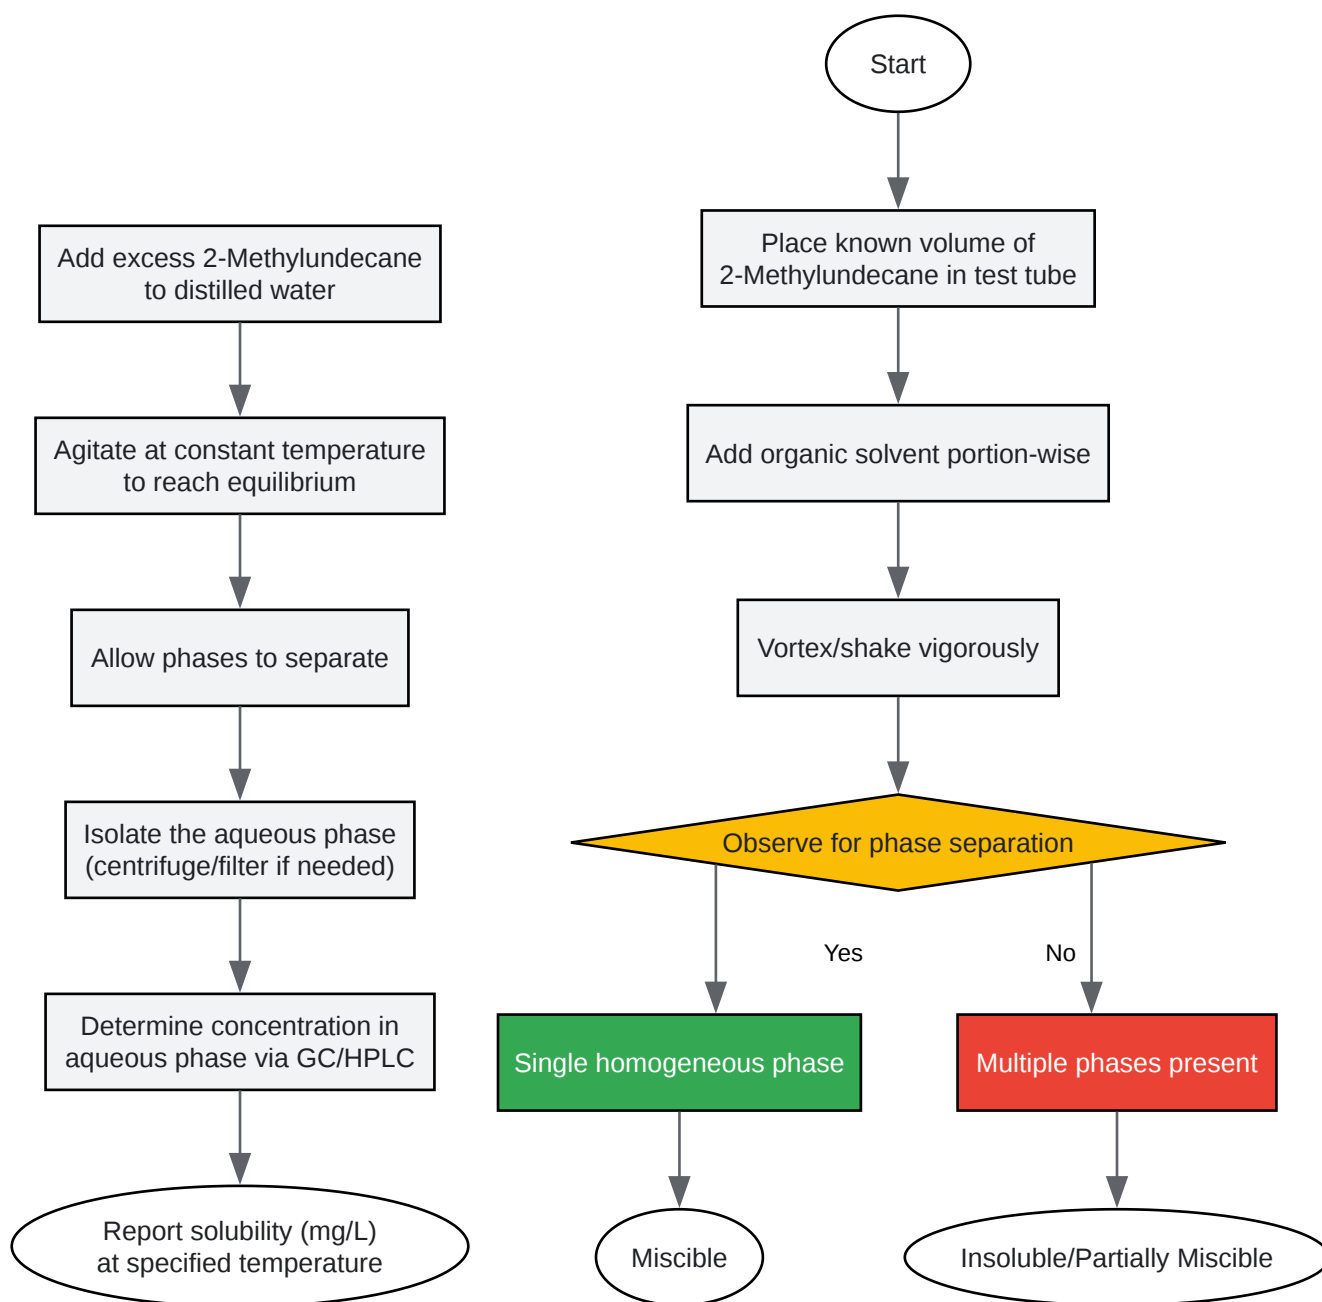 Start
Place known volume of
2-Methylundecane in test tube
Add organic solvent portion-wise
Vortex/shake vigorously
Observe for phase separation
Yes
No
Single homogeneous phase
Multiple phases present
Miscible
Insoluble/Partially Miscible
Add excess 2-Methylundecane
to distilled water
Agitate at constant temperature
to reach equilibrium
Allow phases to separate
Isolate the aqueous phase
(centrifuge/filter if needed)
Determine concentration in
aqueous phase via GC/HPLC
Report solubility (mg/L)
at specified temperature